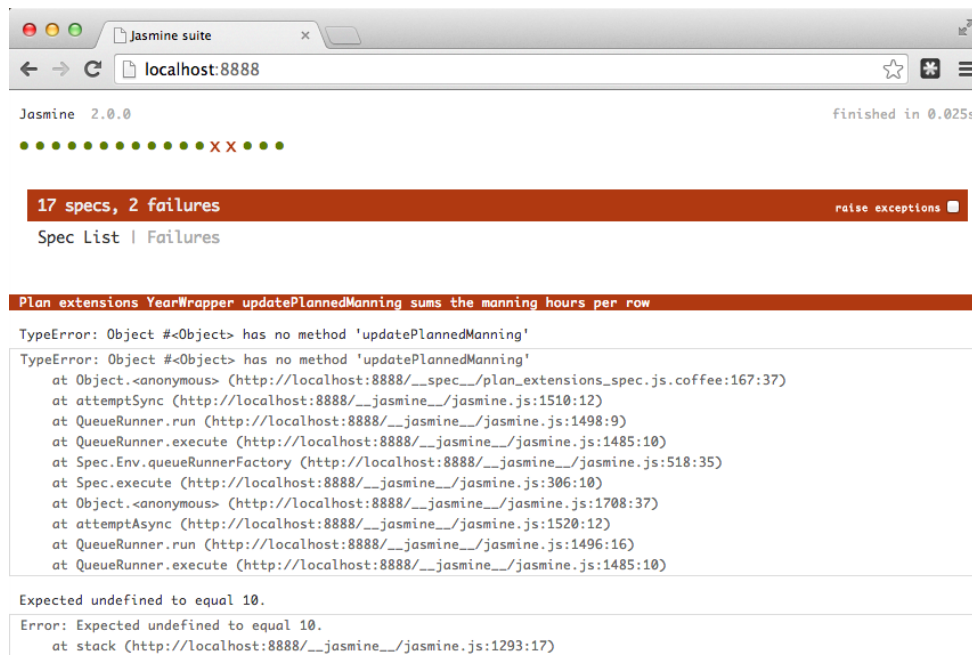 Jasmine suite
localhost:8888
Jasmine 2.0.0 finished in 0.025s
17 specs, 2 failures raise exceptions
Spec List | Failures
Plan extensions YearWrapper updatePlannedManning sums the manning hours per row
TypeError: Object #<Object> has no method 'updatePlannedManning'
TypeError: Object #<Object> has no method 'updatePlannedManning'
at Object.<anonymous> (http://localhost:8888/__spec__/plan_extensions_spec.js.coffee:167:37)
at attemptSync (http://localhost:8888/__jasmine__/jasmine.js:1510:12)
at QueueRunner.run (http://localhost:8888/__jasmine__/jasmine.js:1498:9)
at QueueRunner.execute (http://localhost:8888/__jasmine__/jasmine.js:1485:10)
at Spec.Env.queueRunnerFactory (http://localhost:8888/__jasmine__/jasmine.js:518:35)
at Spec.execute (http://localhost:8888/__jasmine__/jasmine.js:306:10)
at Object.<anonymous> (http://localhost:8888/__jasmine__/jasmine.js:1708:37)
at attemptAsync (http://localhost:8888/__jasmine__/jasmine.js:1520:12)
at QueueRunner.run (http://localhost:8888/__jasmine__/jasmine.js:1496:16)
at QueueRunner.execute (http://localhost:8888/__jasmine__/jasmine.js:1485:10)
Expected undefined to equal 10.
Error: Expected undefined to equal 10.
at stack (http://localhost:8888/__jasmine__/jasmine.js:1293:17)